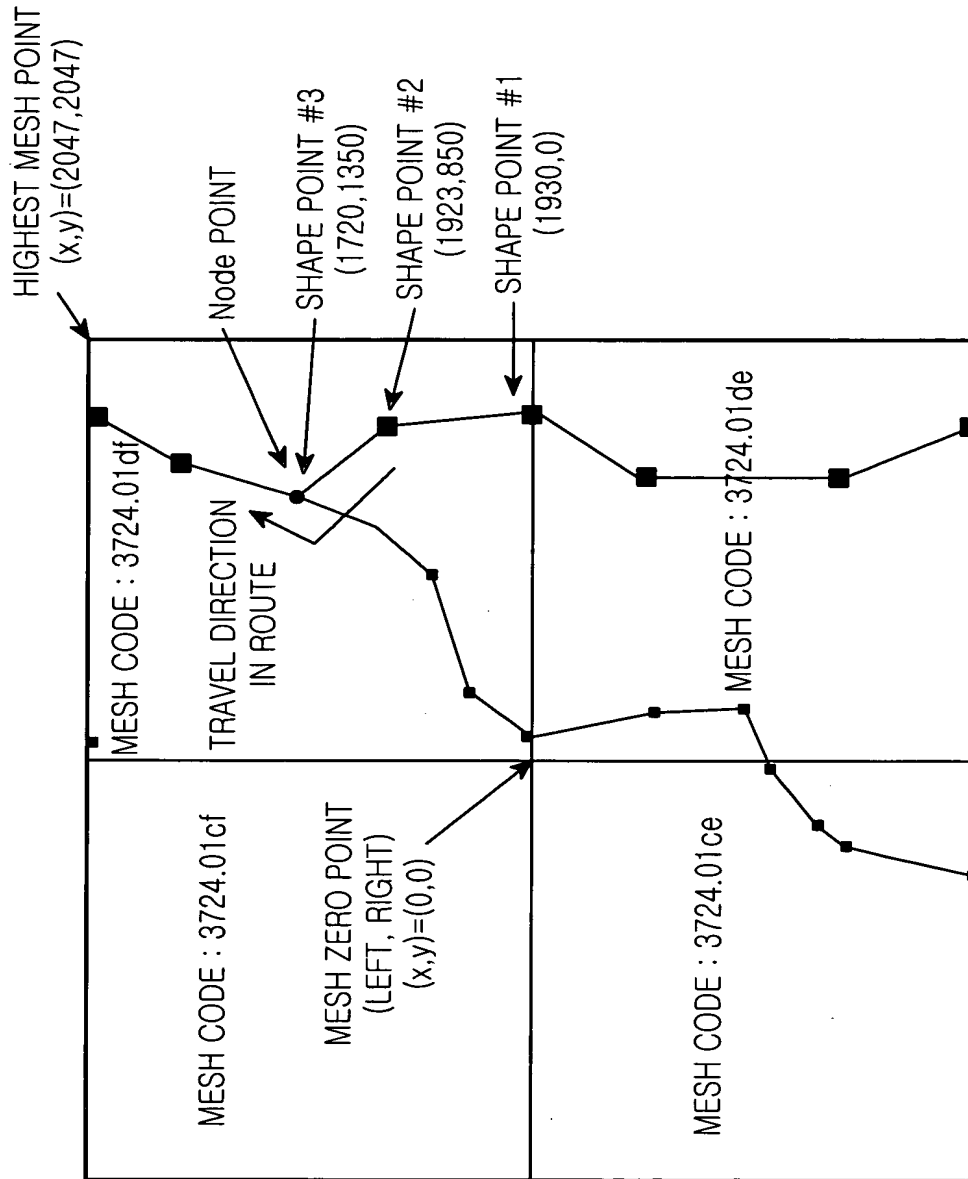 HIGHEST MESH POINT
(x,y)=(2047,2047)
Node POINT
SHAPE POINT #3
(1720,1350)
SHAPE POINT #2
(1923,850)
SHAPE POINT #1
(1930,0)
MESH CODE : 3724.01df
TRAVEL DIRECTION
IN ROUTE
MESH CODE : 3724.01de
MESH CODE : 3724.01cf
MESH ZERO POINT
(LEFT, RIGHT)
(x,y)=(0,0)
MESH CODE : 3724.01ce